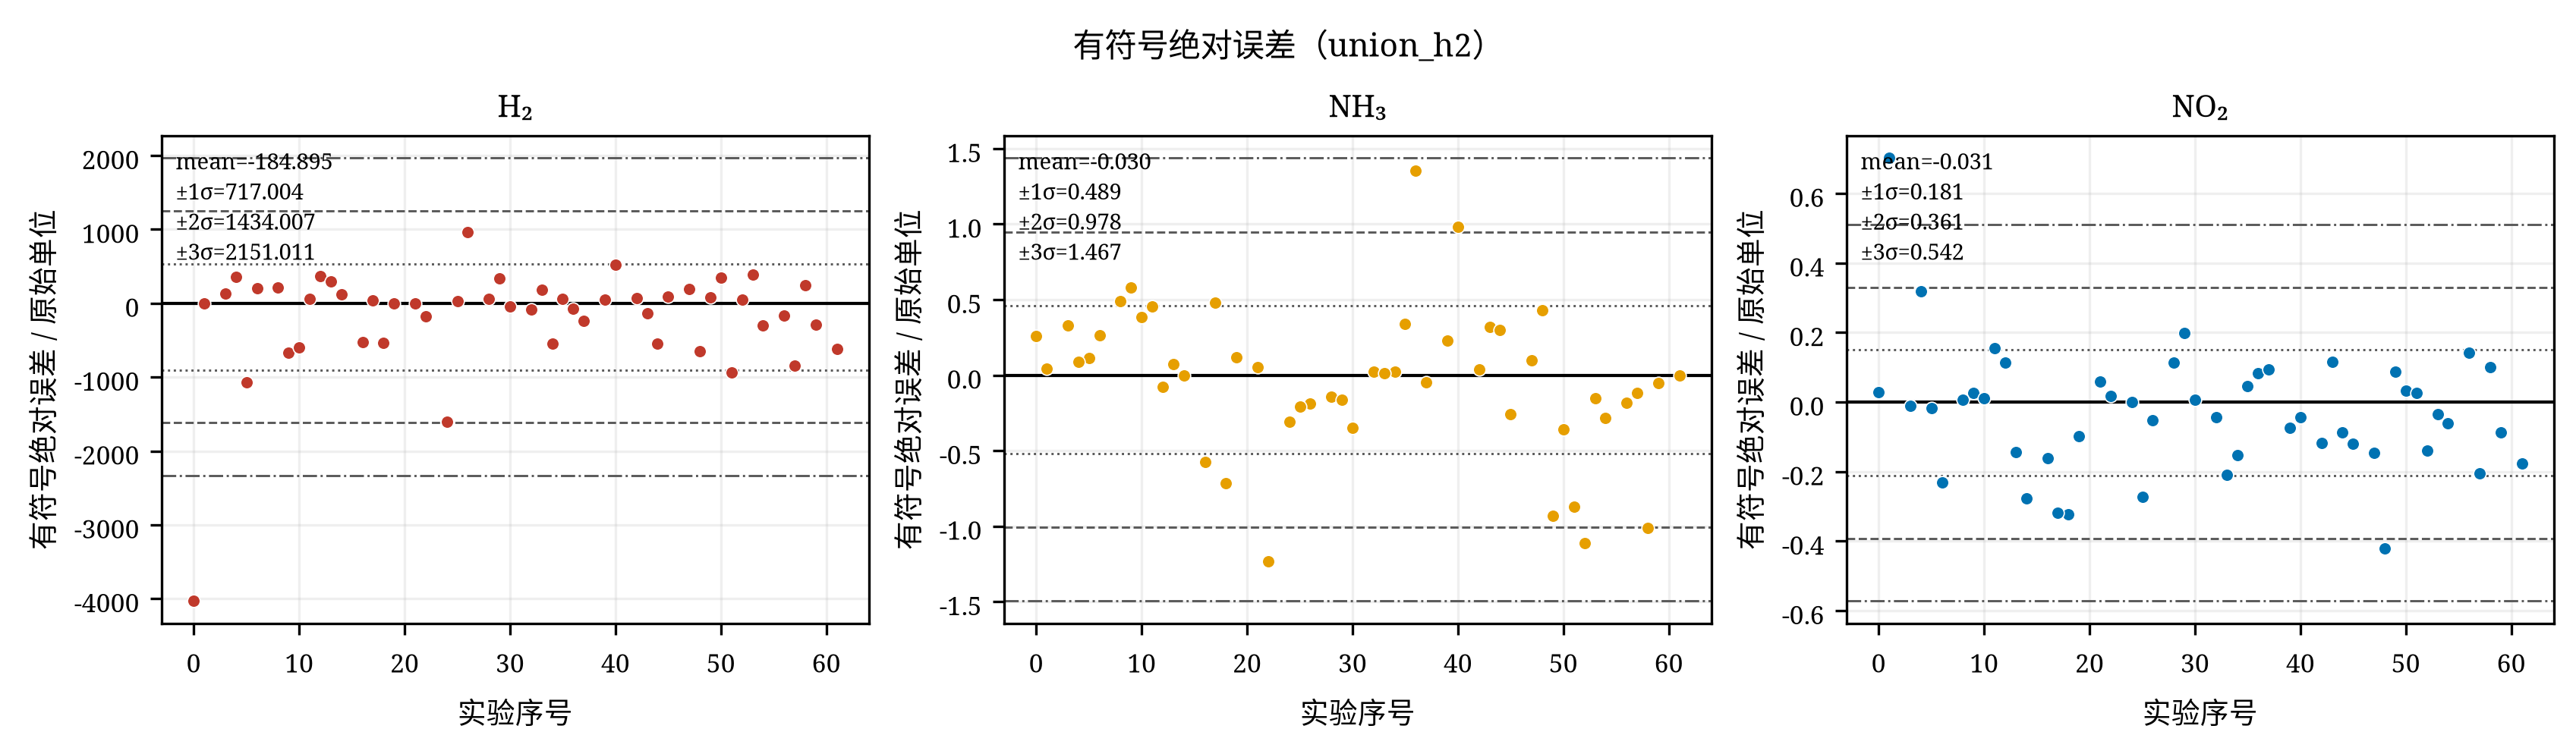 有符号绝对误差（union_h2）
H₂
mean=-184.895
±1σ=717.004
±2σ=1434.007
±3σ=2151.011
2000
1000
0
-1000
-2000
-3000
-4000
有符号绝对误差 / 原始单位
0 10 20 30 40 50 60
实验序号
NH₃
mean=-0.030
±1σ=0.489
±2σ=0.978
±3σ=1.467
1.5
1.0
0.5
0.0
-0.5
-1.0
-1.5
有符号绝对误差 / 原始单位
0 10 20 30 40 50 60
实验序号
NO₂
mean=-0.031
±1σ=0.181
±2σ=0.361
±3σ=0.542
0.6
0.4
0.2
0.0
-0.2
-0.4
-0.6
有符号绝对误差 / 原始单位
0 10 20 30 40 50 60
实验序号